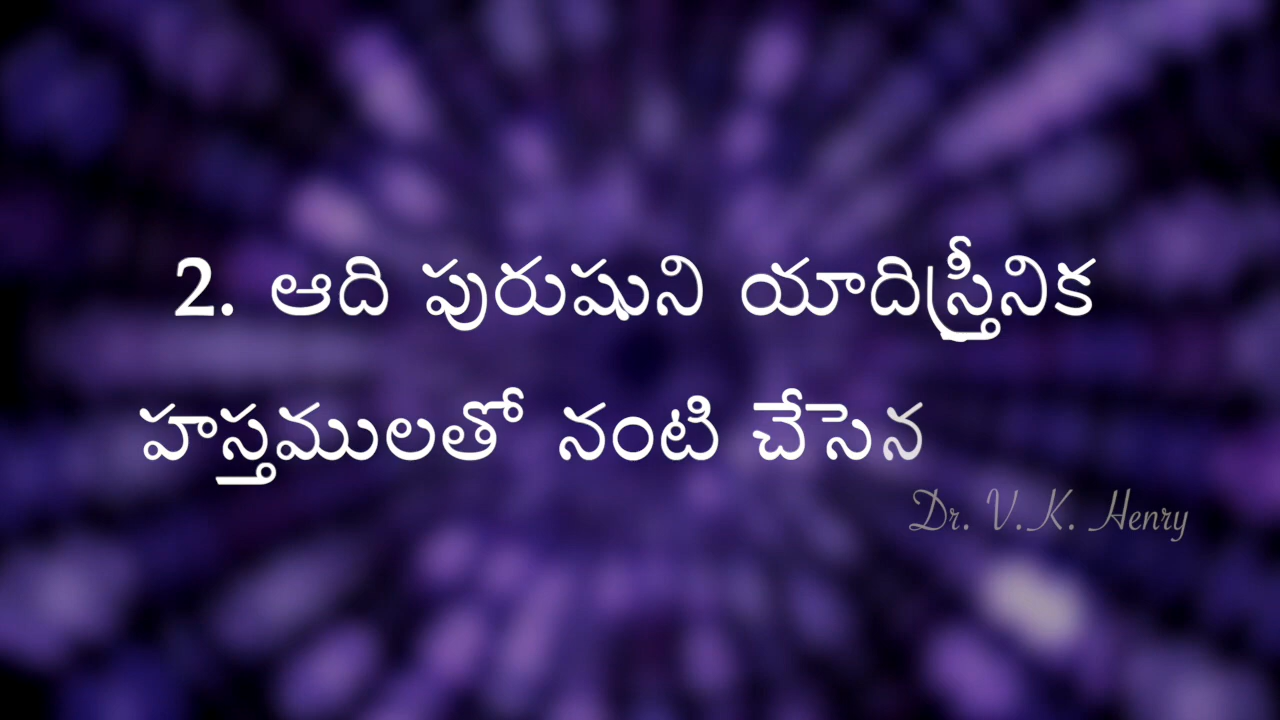 2. ఆది పురుషుని యాదిస్త్రీనిక
హస్తములతో నంటి చేసెన
Dr. V.K. Henry